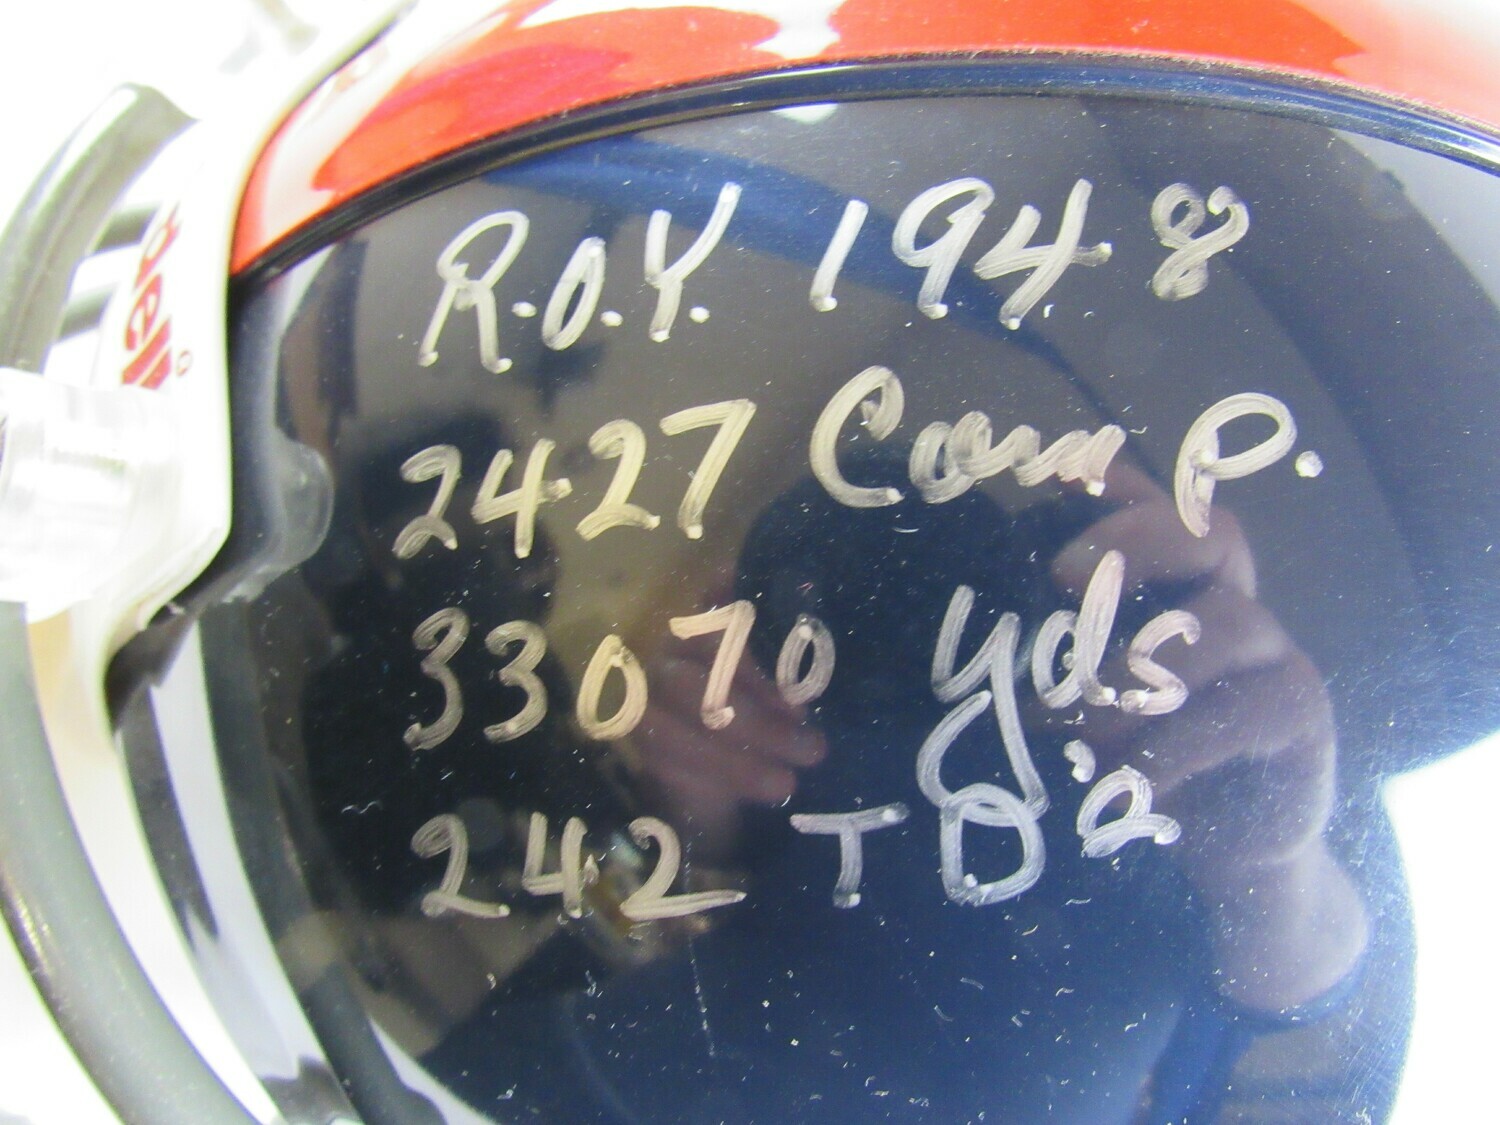 R.O.Y. 1948
2427 Comp.
33070 yds
242 TD's